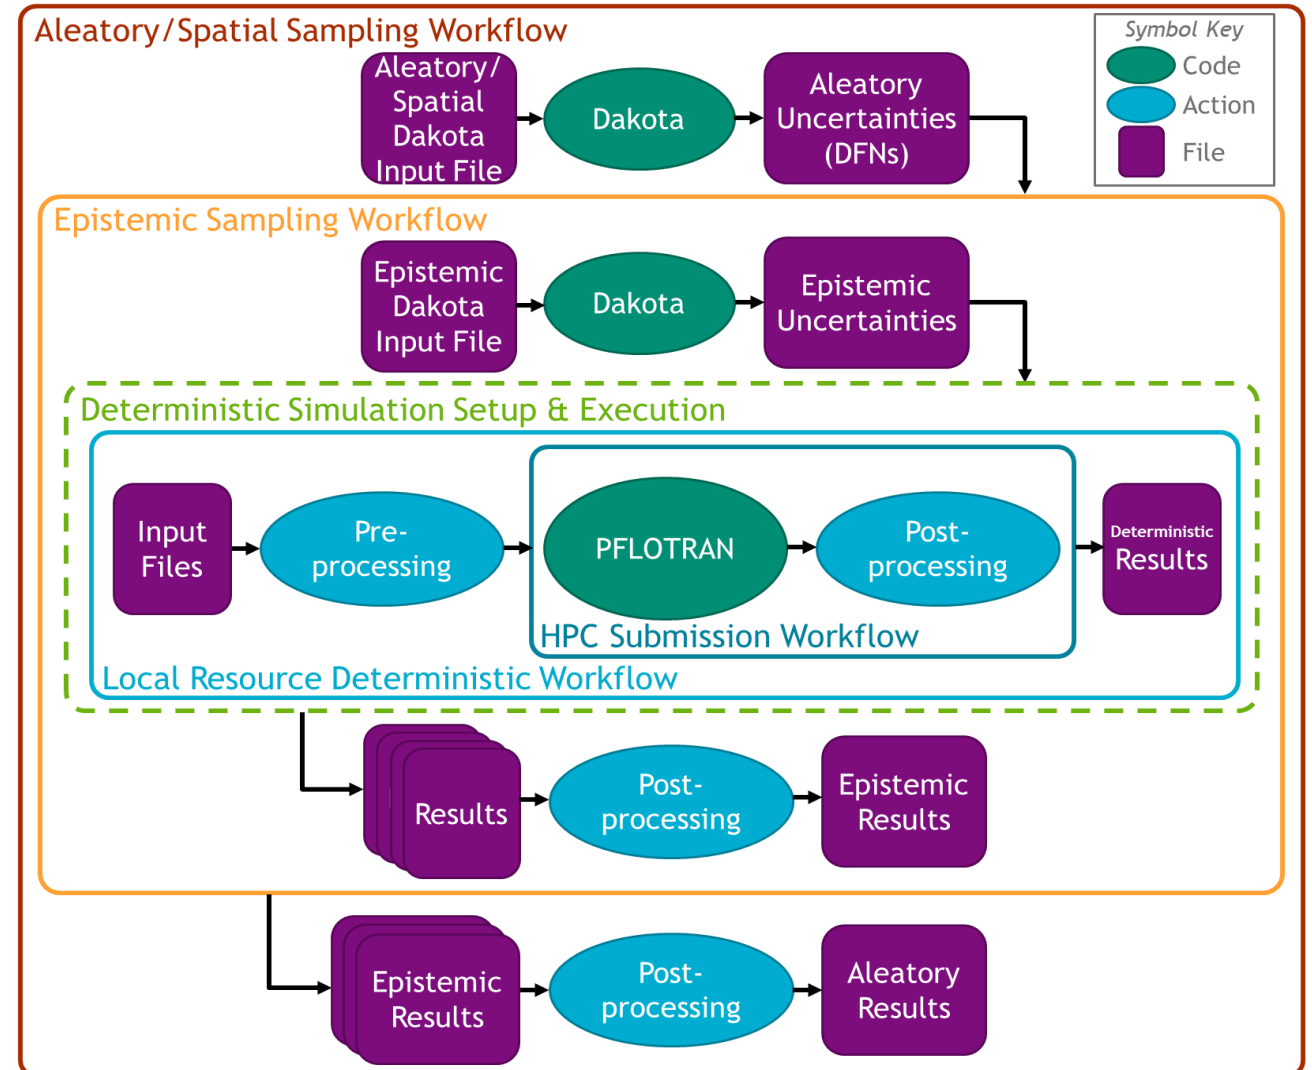 Aleatory/Spatial Sampling Workflow
Symbol Key
Code
Action
File
Aleatory/
Spatial
Dakota
Input File
Dakota
Aleatory
Uncertainties
(DFNs)
Epistemic Sampling Workflow
Epistemic
Dakota
Input File
Dakota
Epistemic
Uncertainties
Deterministic Simulation Setup & Execution
Input
Files
Pre-
processing
PFLOTRAN
Post-
processing
Deterministic
Results
HPC Submission Workflow
Local Resource Deterministic Workflow
Results
Post-
processing
Epistemic
Results
Epistemic
Results
Post-
processing
Aleatory
Results